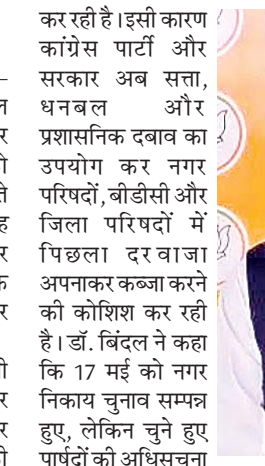 कर रही है। इसी कारण
कांग्रेस पार्टी और
सरकार अब सत्ता,
धनबल और
प्रशासनिक दबाव का
उपयोग कर नगर
परिषदों, बीडीसी और
जिला परिषदों में
पिछला दरवाजा
अपनाकर कब्जा करने
की कोशिश कर रही
है। डॉ. बिंदल ने कहा
कि 17 मई को नगर
निकाय चुनाव सम्पन्न
हुए, लेकिन चुने हुए
पार्षदों की अधिसूचना